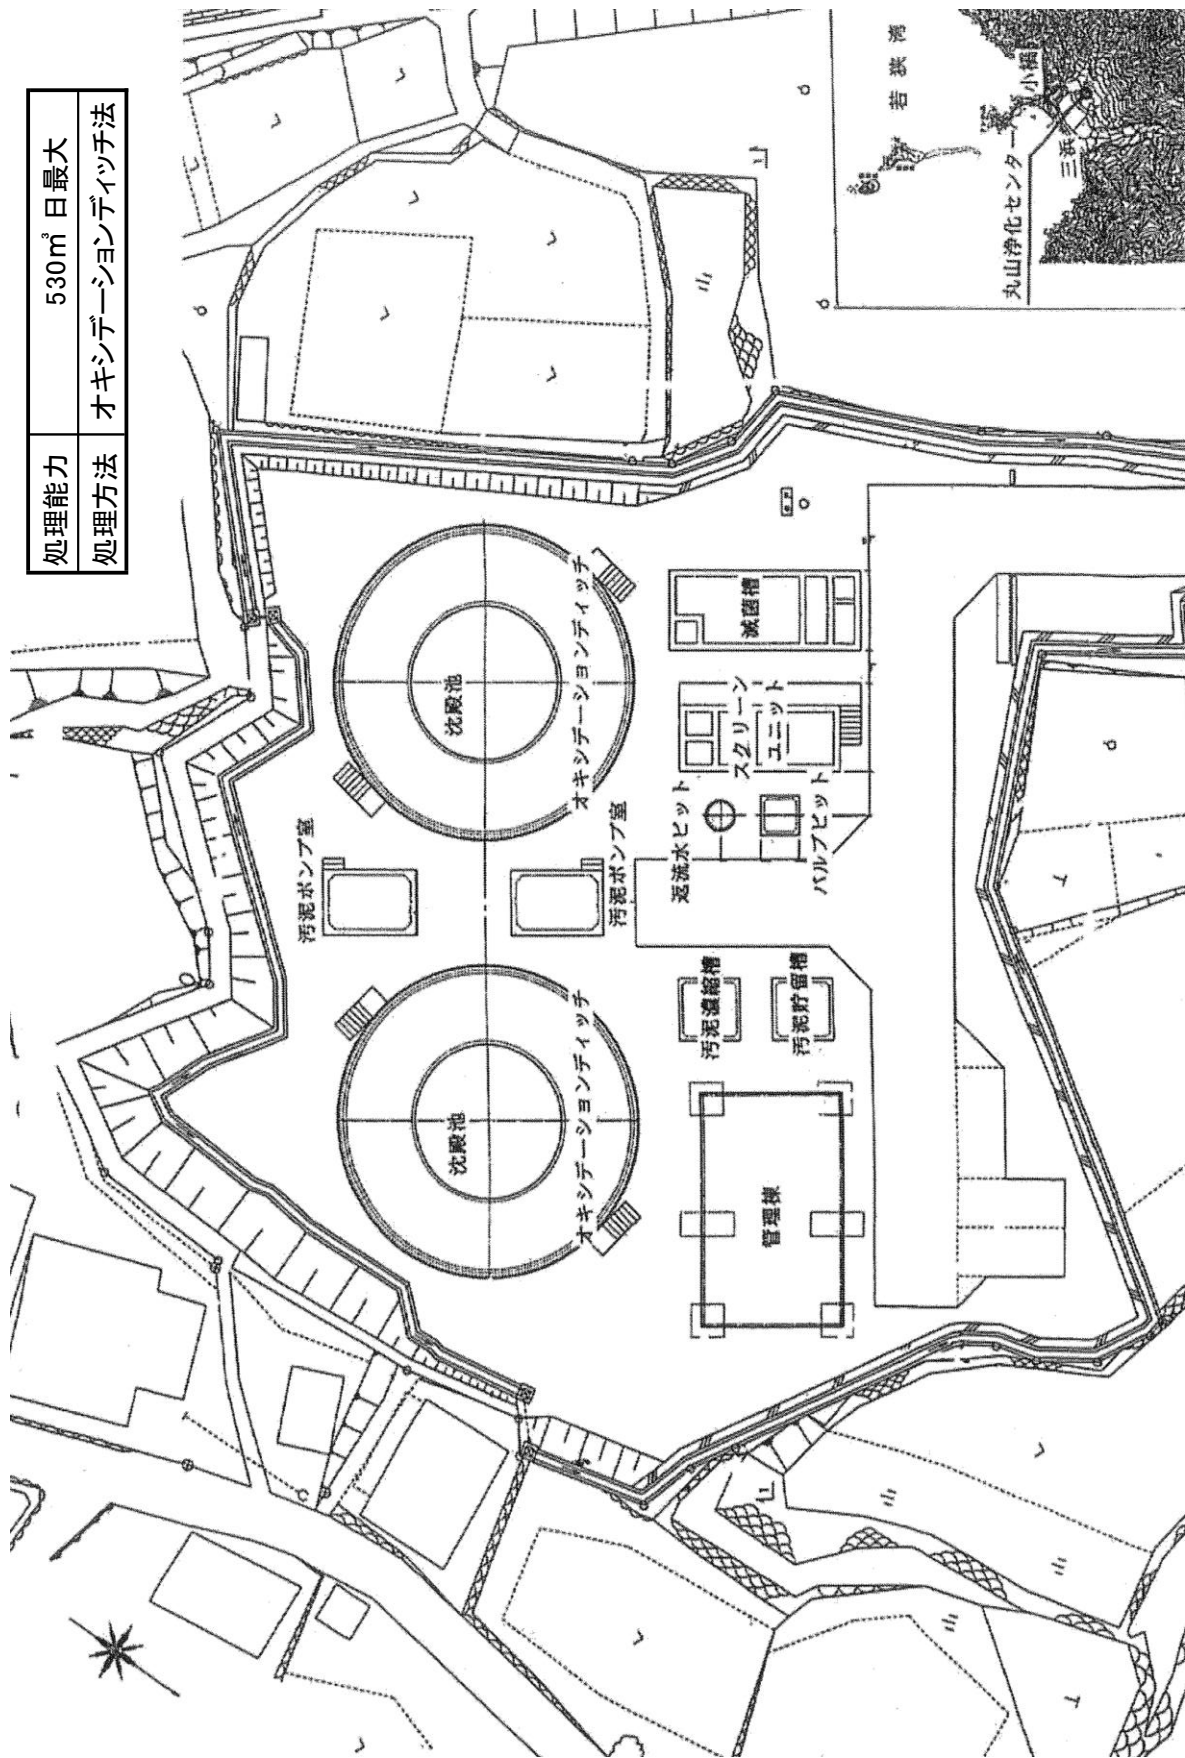 処理能力 530㎥ 日最大
処理方法 オキシデーションディッチ法
若狭湾
小橋
三浜
丸山浄化センター
沈殿池
オキシデーションディッチ
汚泥ポンプ室
汚泥ポンプ室
沈殿池
オキシデーションディッチ
滅菌槽
スクリーン
ユニット
返流水ピット
バルブピット
汚泥濃縮槽
汚泥貯留槽
管理棟